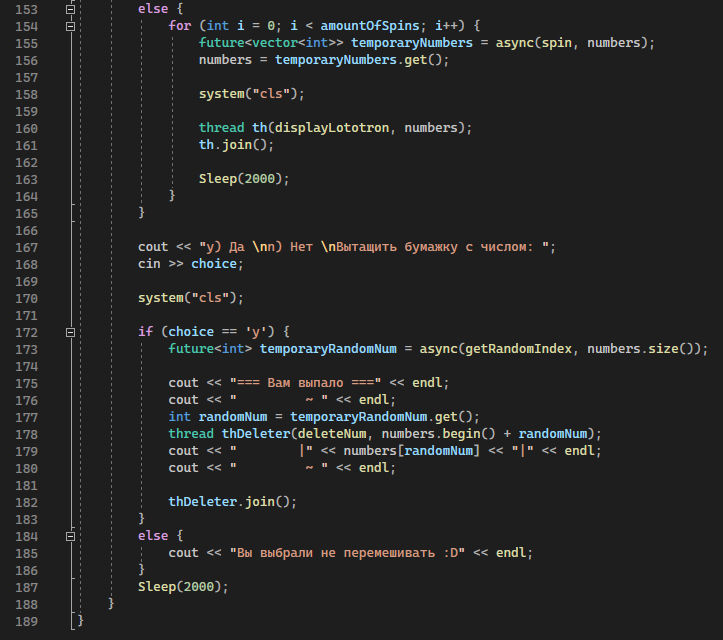 153 else {
154 for (int i = 0; i < amountOfSpins; i++) {
155 future<vector<int>> temporaryNumbers = async(spin, numbers);
156 numbers = temporaryNumbers.get();
157
158 system("cls");
159
160 thread th(displayLototron, numbers);
161 th.join();
162
163 Sleep(2000);
164 }
165 }
166
167 cout << "y) Да \nn) Нет \nВытащить бумажку с числом: ";
168 cin >> choice;
169
170 system("cls");
171
172 if (choice == 'y') {
173 future<int> temporaryRandomNum = async(getRandomIndex, numbers.size());
174
175 cout << "=== Вам выпало ===" << endl;
176 cout << "         ~ " << endl;
177 int randomNum = temporaryRandomNum.get();
178 thread thDeleter(deleteNum, numbers.begin() + randomNum);
179 cout << "        |" << numbers[randomNum] << "|" << endl;
180 cout << "         ~ " << endl;
181
182 thDeleter.join();
183 }
184 else {
185 cout << "Вы выбрали не перемешивать :D" << endl;
186 }
187 Sleep(2000);
188 }
189 }